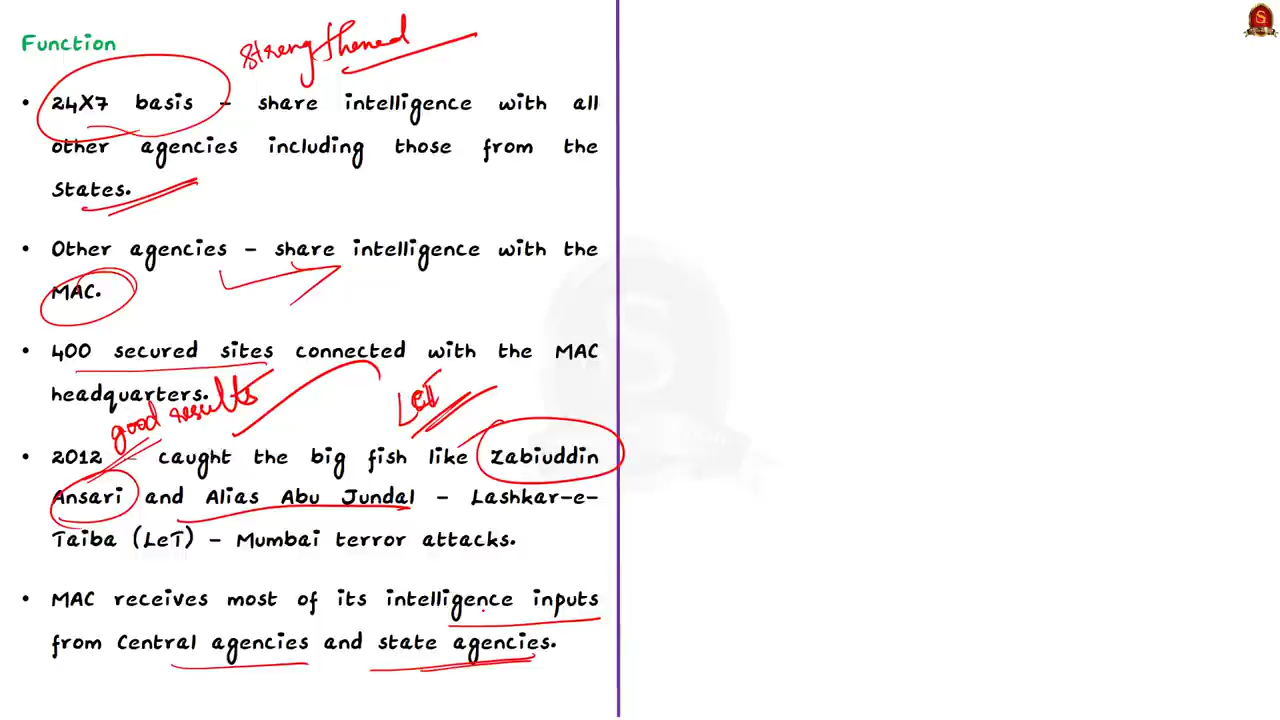 Function
strengthened
• 24X7 basis - share intelligence with all
other agencies including those from the
States.
• Other agencies - share intelligence with the
MAC.
• 400 secured sites connected with the MAC
headquarters.
good results
LeT
• 2012 - caught the big fish like Zabiuddin
Ansari and Alias Abu Jundal - Lashkar-e-
Taiba (LeT) - Mumbai terror attacks.
• MAC receives most of its intelligence inputs
from Central agencies and state agencies.